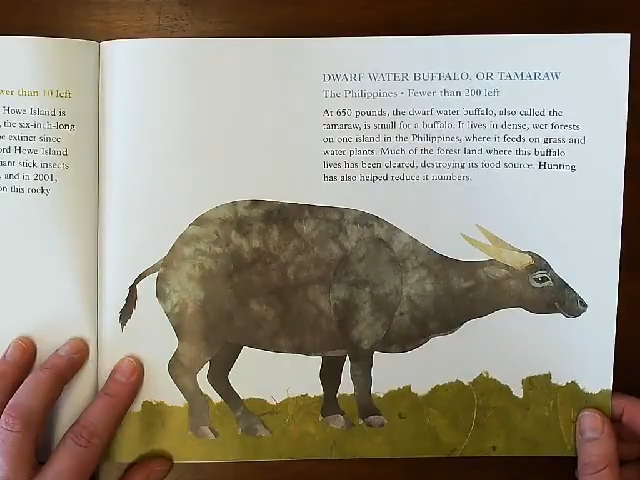 wer than 10 left
Howe Island is
, the six-inch-long
e extinct since
ord Howe Island
iant stick insects
, and in 2001,
on this rocky
DWARF WATER BUFFALO, OR TAMARAW
The Philippines • Fewer than 200 left
At 650 pounds, the dwarf water buffalo, also called the
tamaraw, is small for a buffalo. It lives in dense, wet forests
on one island in the Philippines, where it feeds on grass and
water plants. Much of the forest land where this buffalo
lives has been cleared, destroying its food source. Hunting
has also helped reduce it numbers.